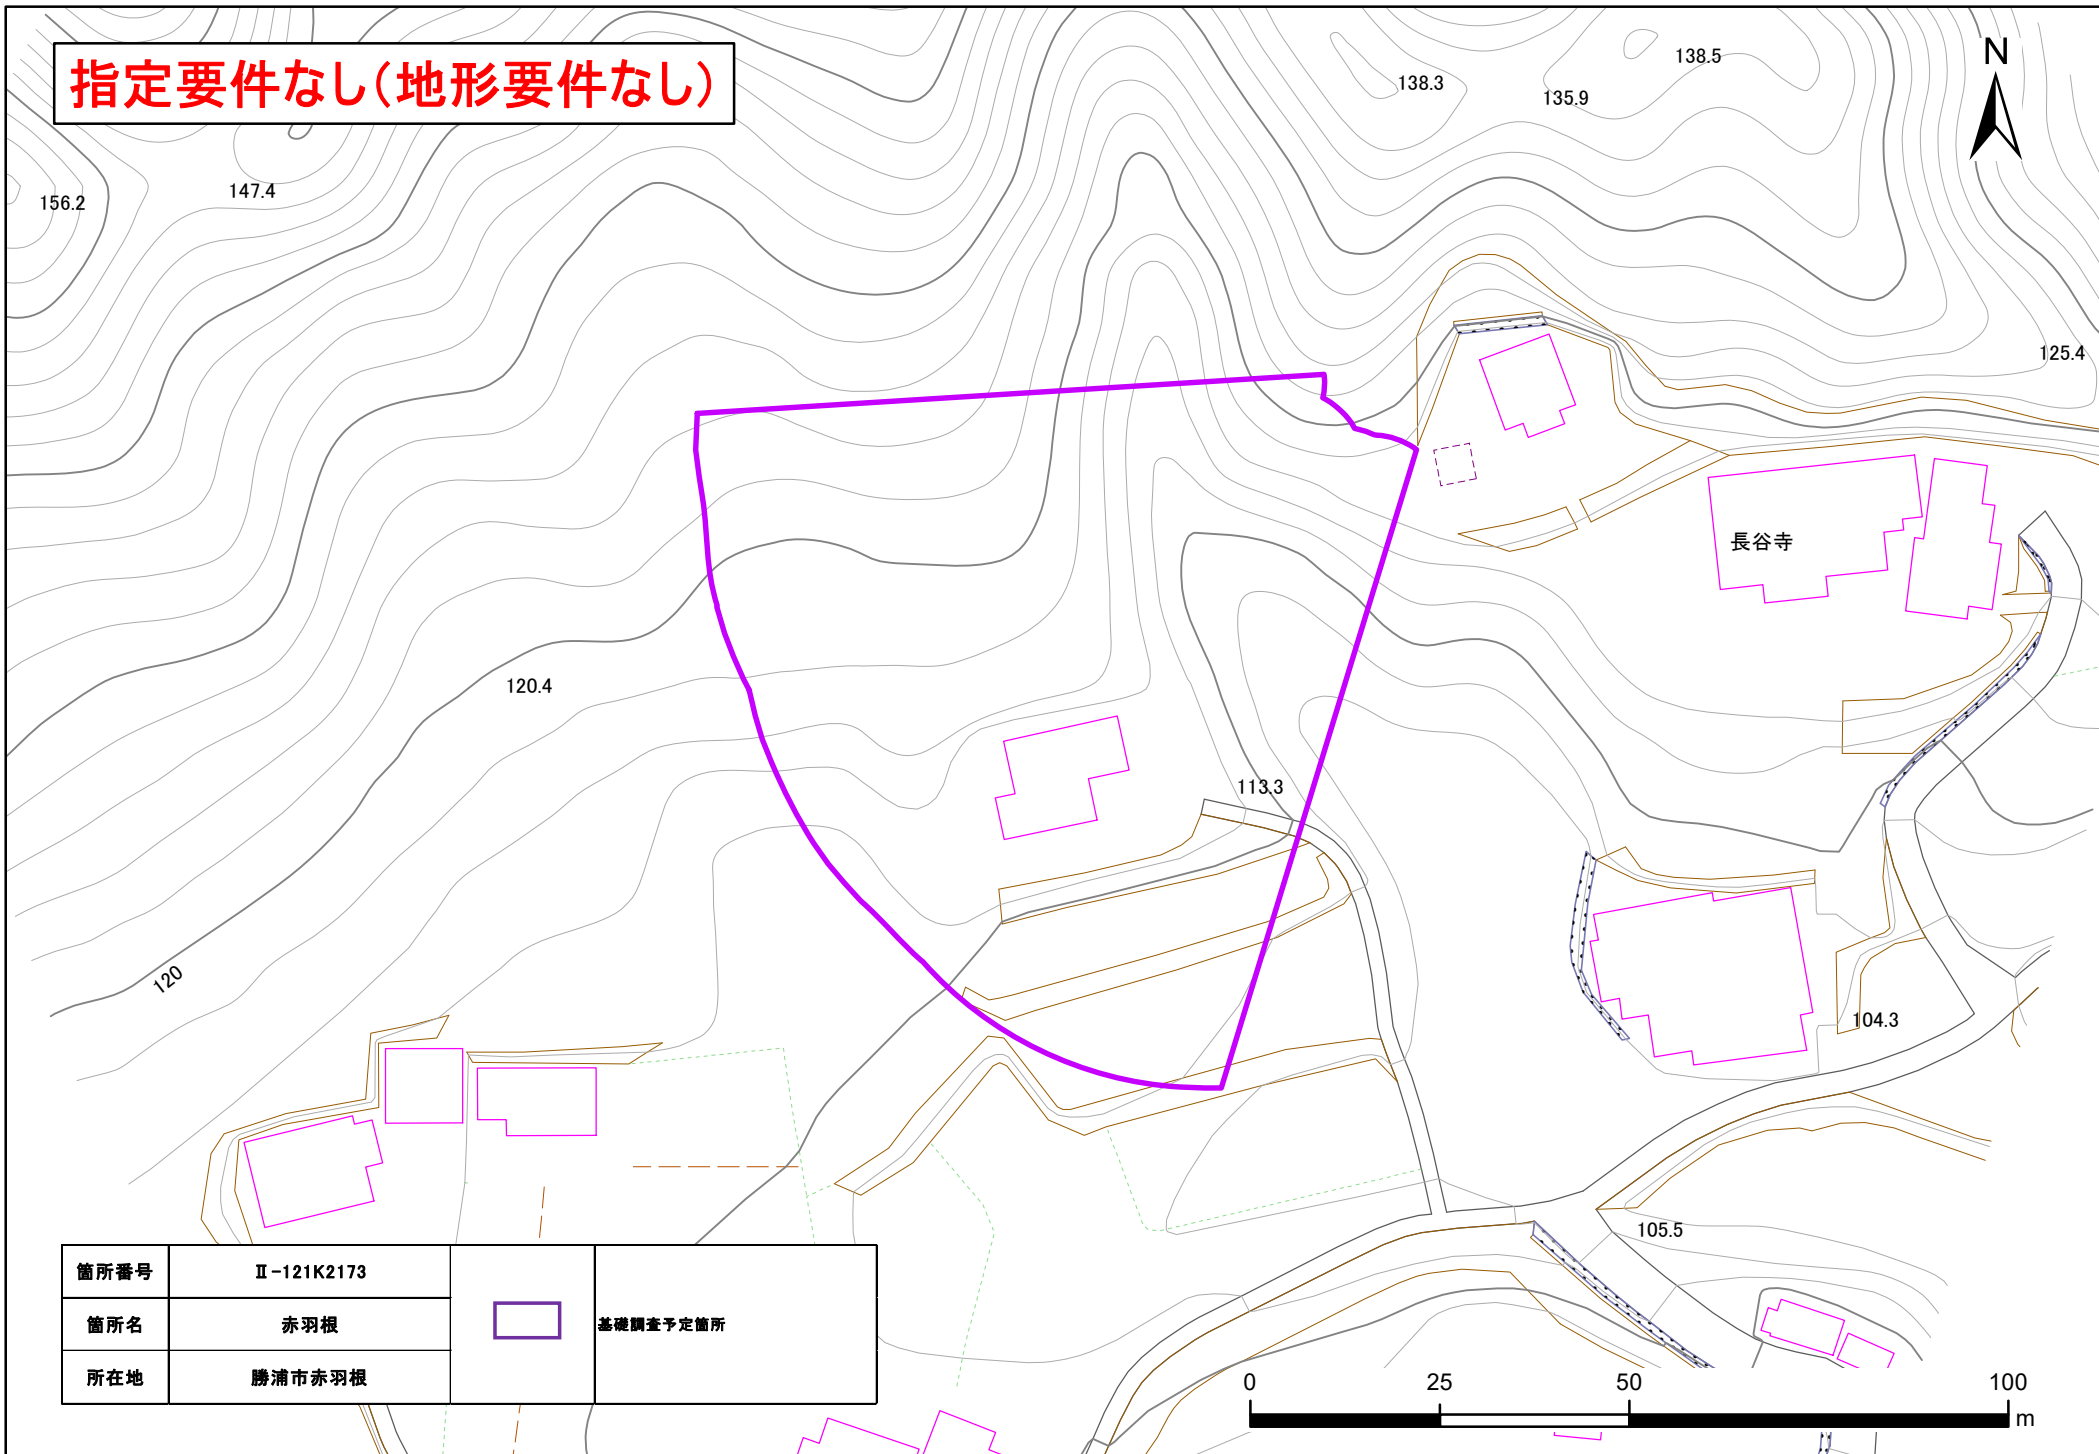 指定要件なし(地形要件なし)
N
138.5
138.3
135.9
147.4
156.2
125.4
長谷寺
120.4
113.3
120
104.3
105.5
箇所番号 Ⅱ-121K2173
箇所名 赤羽根
所在地 勝浦市赤羽根
基礎調査予定箇所
0 25 50 100
m